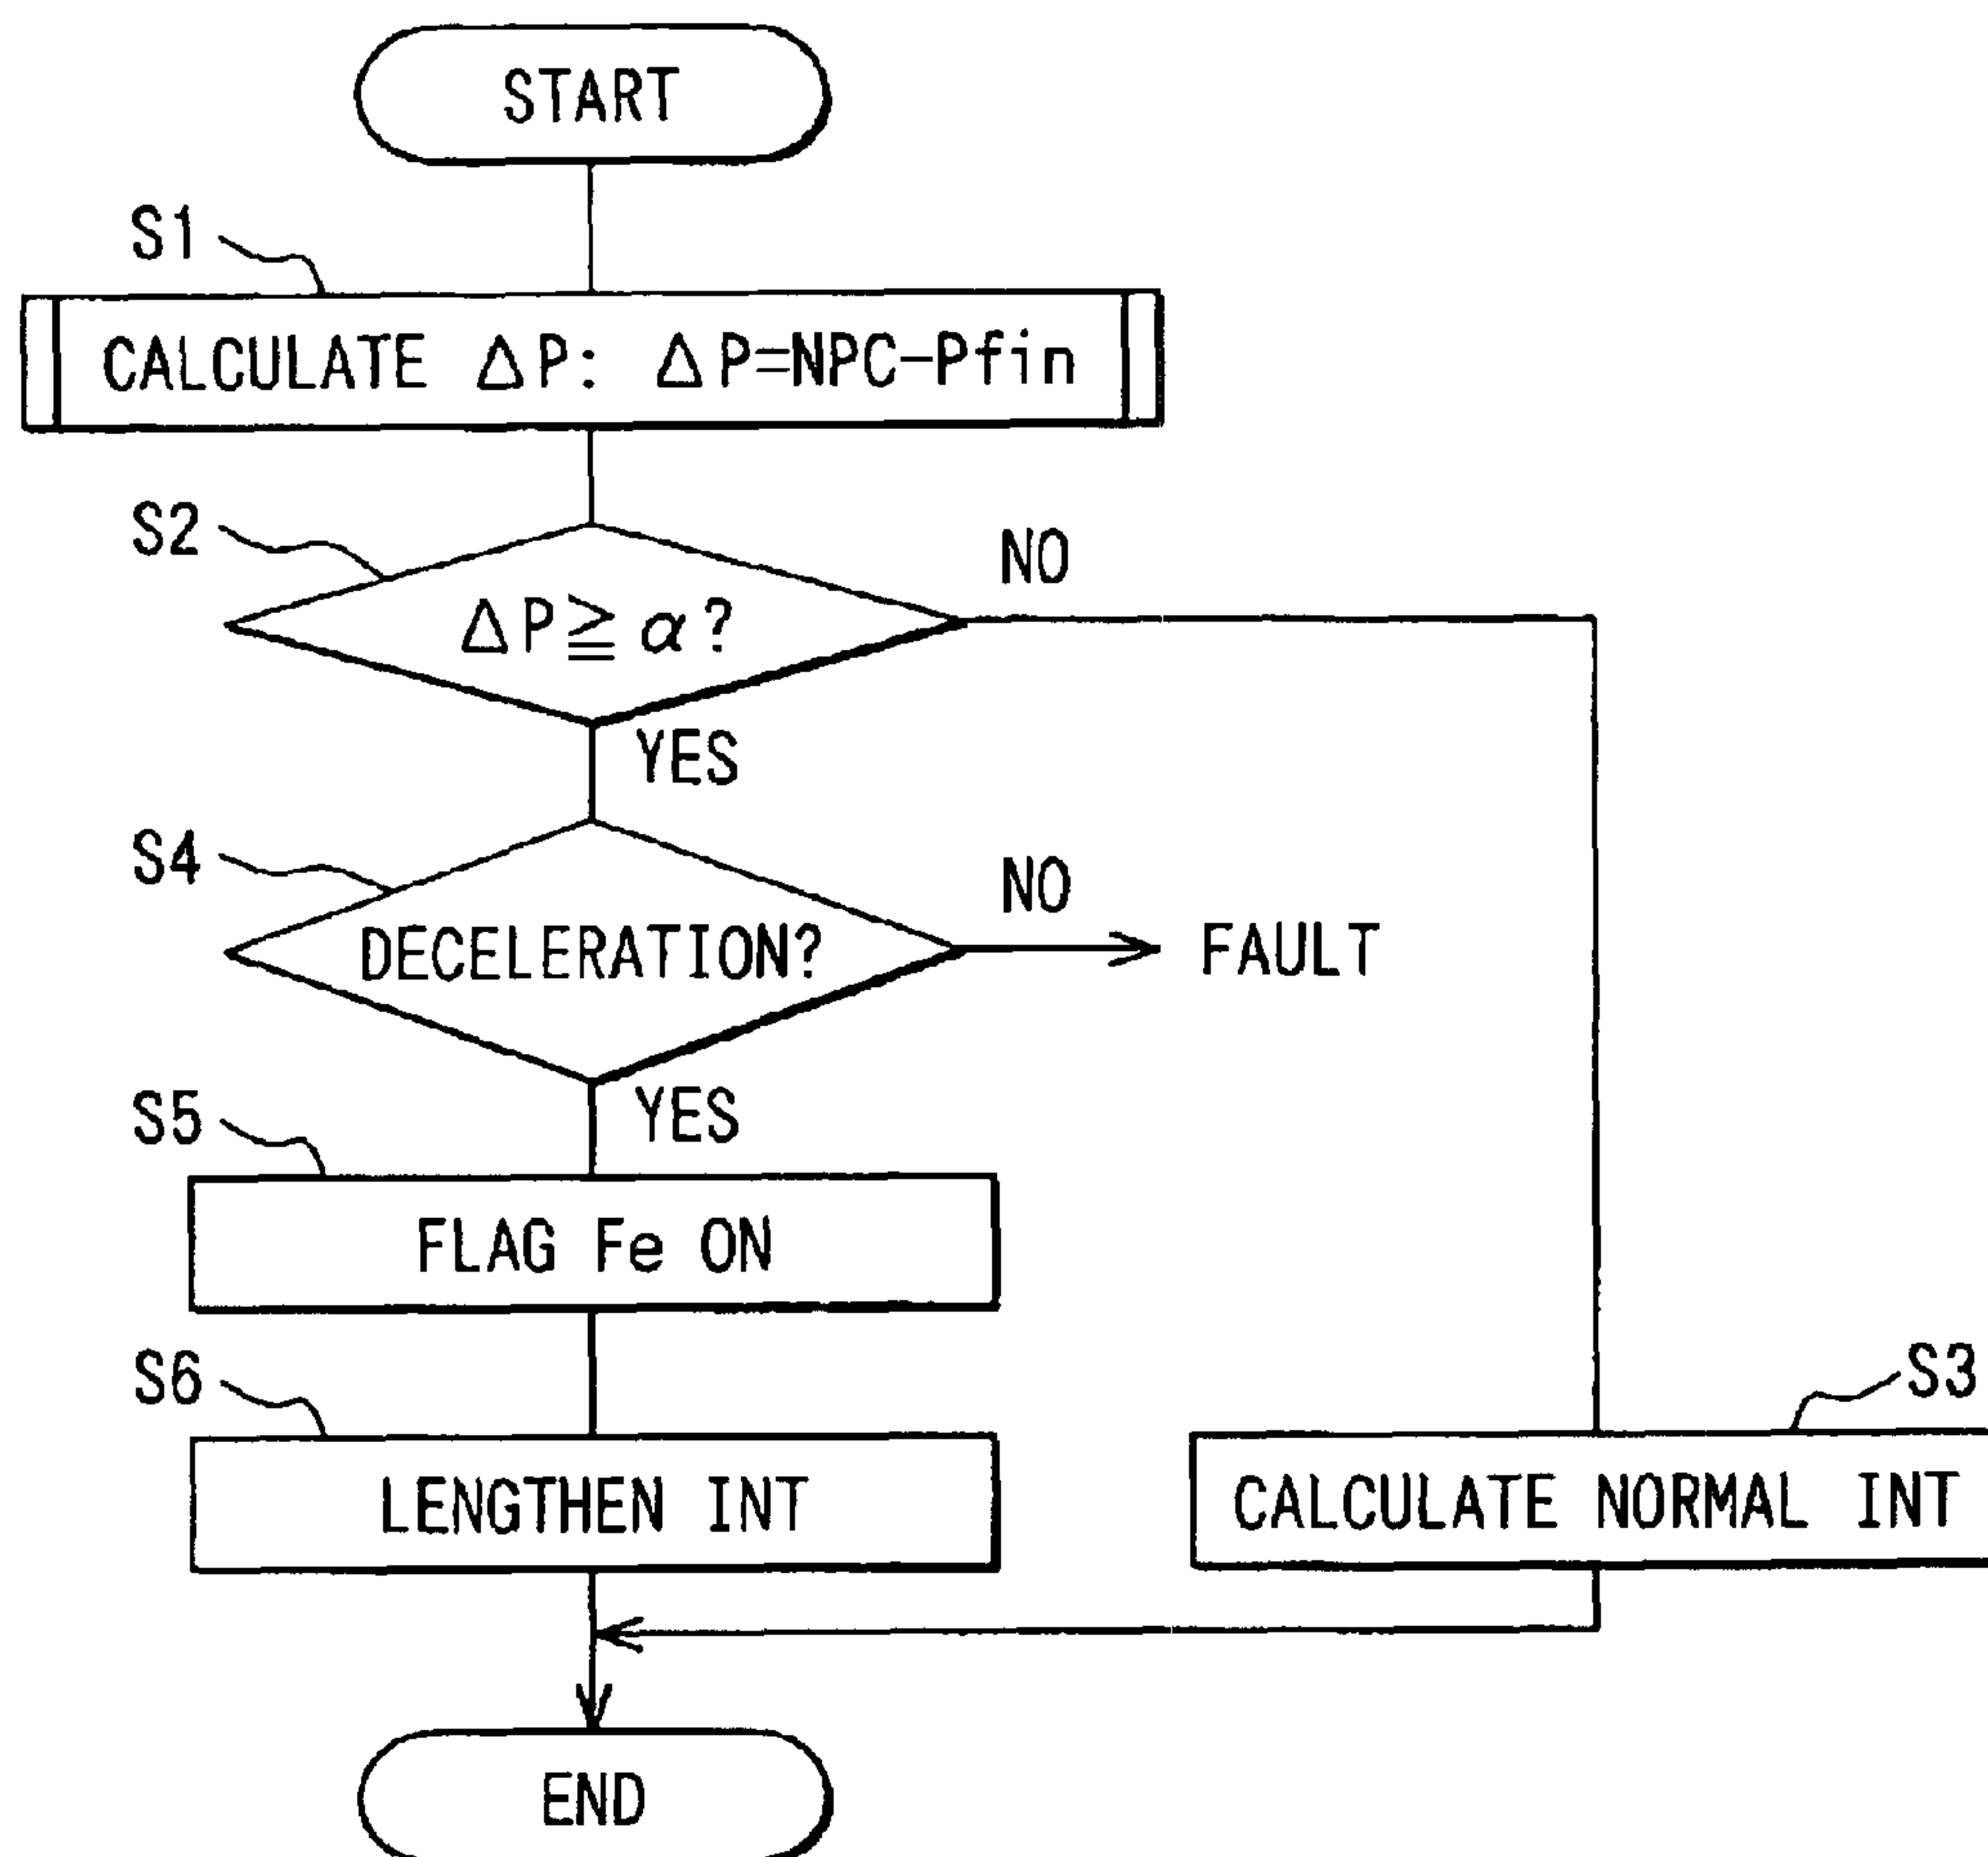 START
S1
CALCULATE ΔP: ΔP=NPC-Pfin
S2
ΔP≧α?
NO
YES
S4
DECELERATION?
NO
FAULT
YES
S5
FLAG Fe ON
S6
LENGTHEN INT
S3
CALCULATE NORMAL INT
END